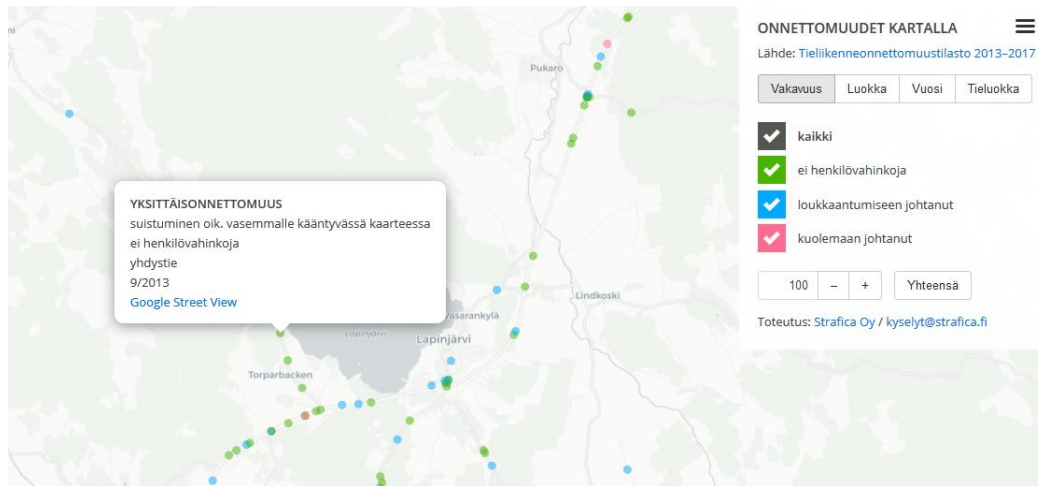 ni
Pukaro
YKSITTÄISONNETTOMUUS
suistuminen oik. vasemmalle kääntyvässä kaarteessa
ei henkilövahinkoja
yhdystie
9/2013
Google Street View
Lindkoski
Vasarankylä
Lapinjärvi
Lapinjärvi
Torparbacken
ONNETTOMUUDET KARTALLA
Lähde: Tieliikenneonnettomuustilasto 2013–2017
Vakavuus Luokka Vuosi Tieluokka
kaikki
ei henkilövahinkoja
loukkaantumiseen johtanut
kuolemaan johtanut
100 – + Yhteensä
Toteutus: Strafica Oy / kyselyt@strafica.fi